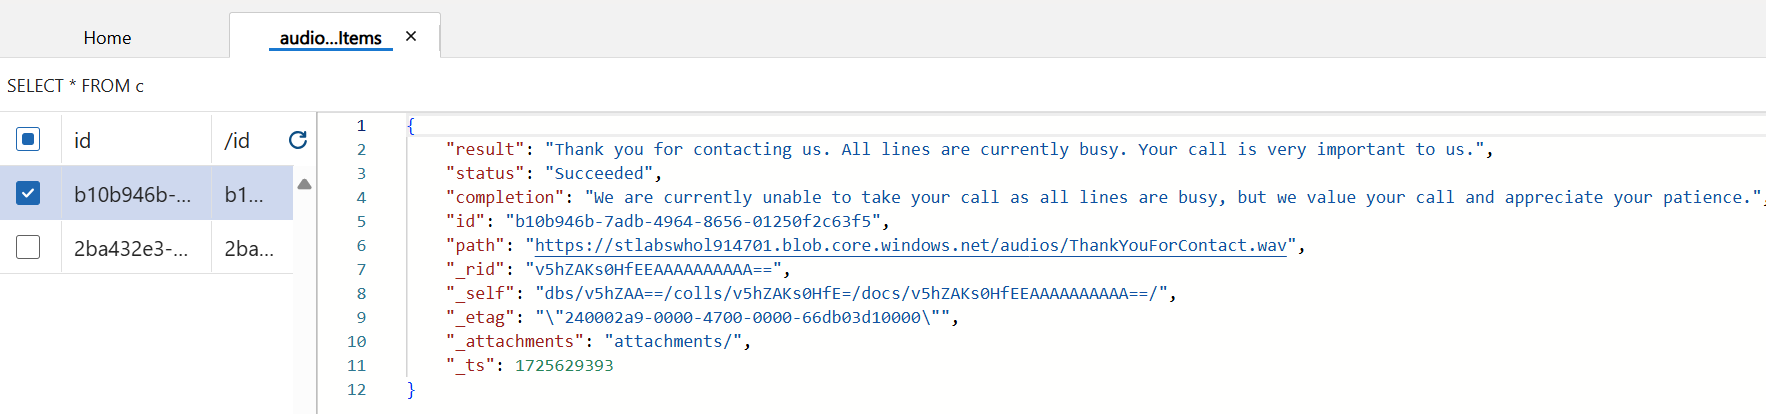 Home
audio...Items
SELECT * FROM c
id
/id
b10b946b-...
b1...
2ba432e3-...
2ba...
1 {
2 "result": "Thank you for contacting us. All lines are currently busy. Your call is very important to us.",
3 "status": "Succeeded",
4 "completion": "We are currently unable to take your call as all lines are busy, but we value your call and appreciate your patience.",
5 "id": "b10b946b-7adb-4964-8656-01250f2c63f5",
6 "path": "https://stlabswhol914701.blob.core.windows.net/audios/ThankYouForContact.wav",
7 "_rid": "v5hZAKs0HfEEAAAAAAAAAA==",
8 "_self": "dbs/v5hZAA==/colls/v5hZAKs0HfE=/docs/v5hZAKs0HfEEAAAAAAAAAA==/",
9 "_etag": "\"240002a9-0000-4700-0000-66db03d10000\"",
10 "_attachments": "attachments/",
11 "_ts": 1725629393
12 }